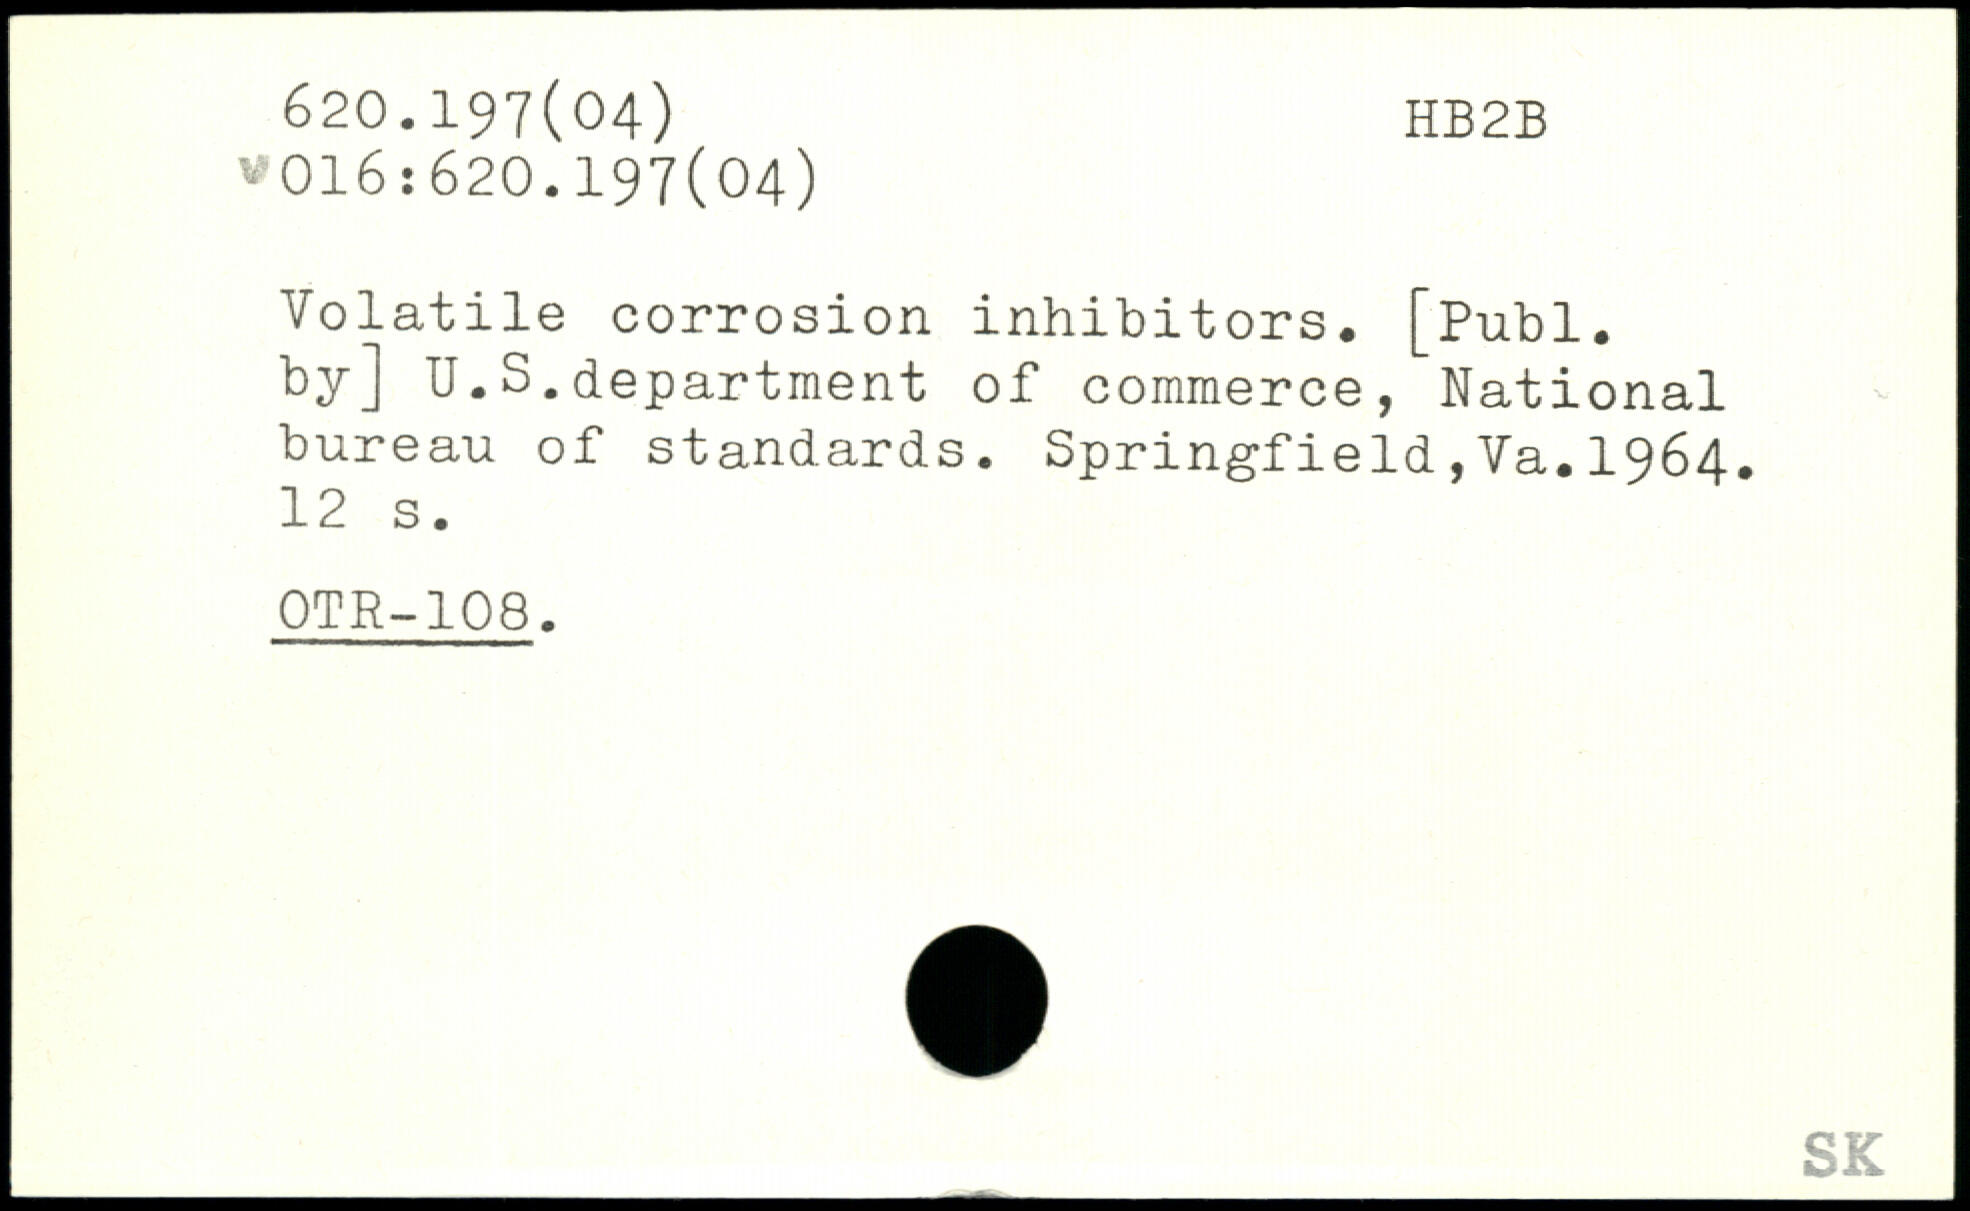 620.197(04) HB2B
v016:620.197(04)
Volatile corrosion inhibitors. [Publ.
by] U.S.department of commerce, National
bureau of standards. Springfield,Va.1964.
12 s.
OTR-108.
SK